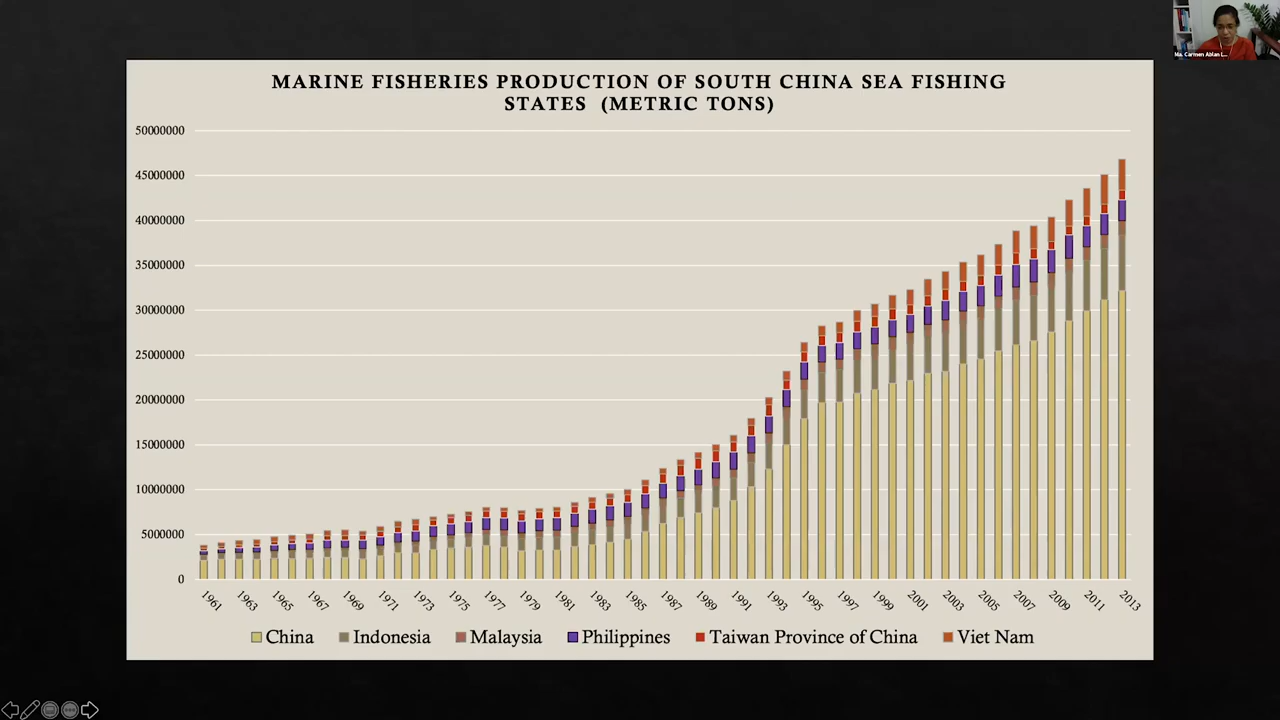 Ma. Carmen Ablan L...
MARINE FISHERIES PRODUCTION OF SOUTH CHINA SEA FISHING
STATES (METRIC TONS)
50000000
45000000
40000000
35000000
30000000
25000000
20000000
15000000
10000000
5000000
0
1961 1963 1965 1967 1969 1971 1973 1975 1977 1979 1981 1983 1985 1987 1989 1991 1993 1995 1997 1999 2001 2003 2005 2007 2009 2011 2013
China Indonesia Malaysia Philippines Taiwan Province of China Viet Nam